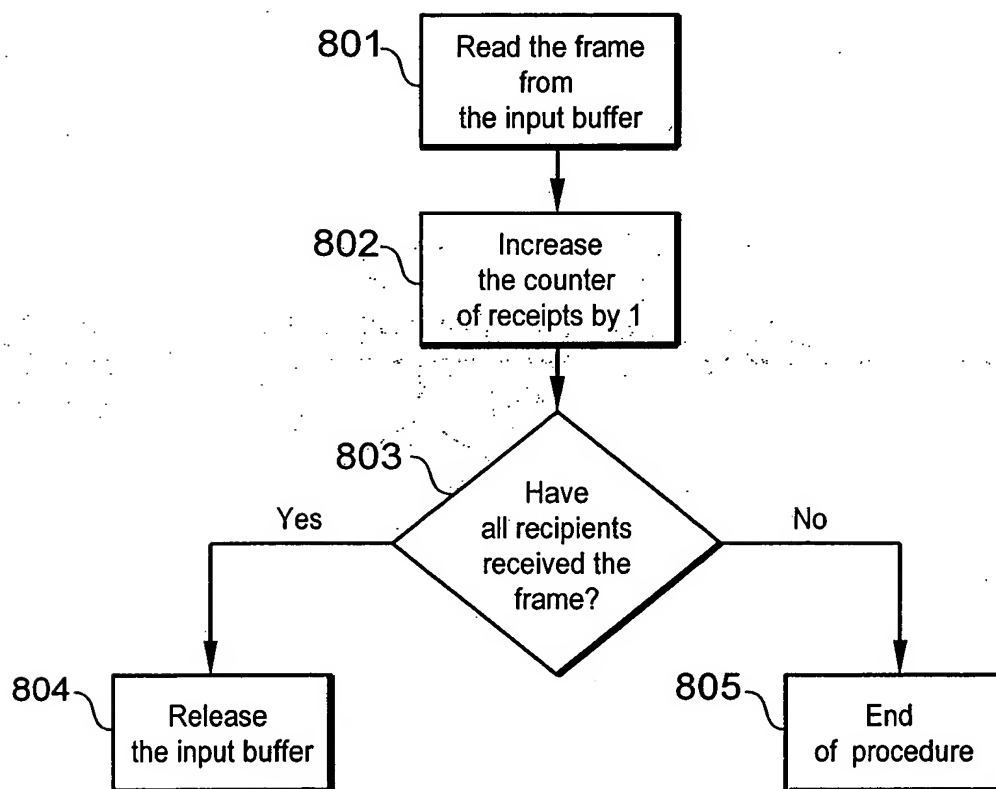 801
Read the frame
from
the input buffer
802
Increase
the counter
of receipts by 1
803
Have
all recipients
received the
frame?
Yes
No
804
Release
the input buffer
805
End
of procedure